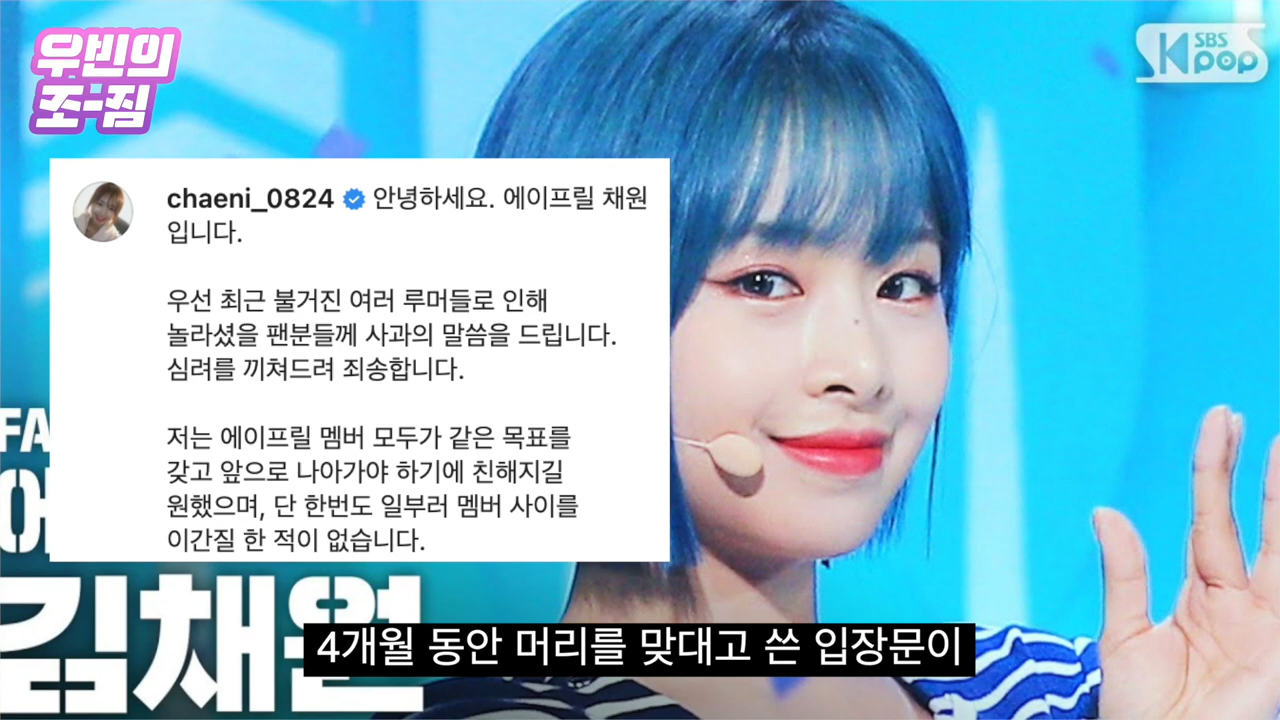 우빈의
조-짐
SBS
Kpop
chaeni_0824 안녕하세요. 에이프릴 채원
입니다.
우선 최근 불거진 여러 루머들로 인해
놀라셨을 팬분들께 사과의 말씀을 드립니다.
심려를 끼쳐드려 죄송합니다.
저는 에이프릴 멤버 모두가 같은 목표를
갖고 앞으로 나아가야 하기에 친해지길
원했으며, 단 한번도 일부러 멤버 사이를
이간질 한 적이 없습니다.
FA
김채원
4개월 동안 머리를 맞대고 쓴 입장문이